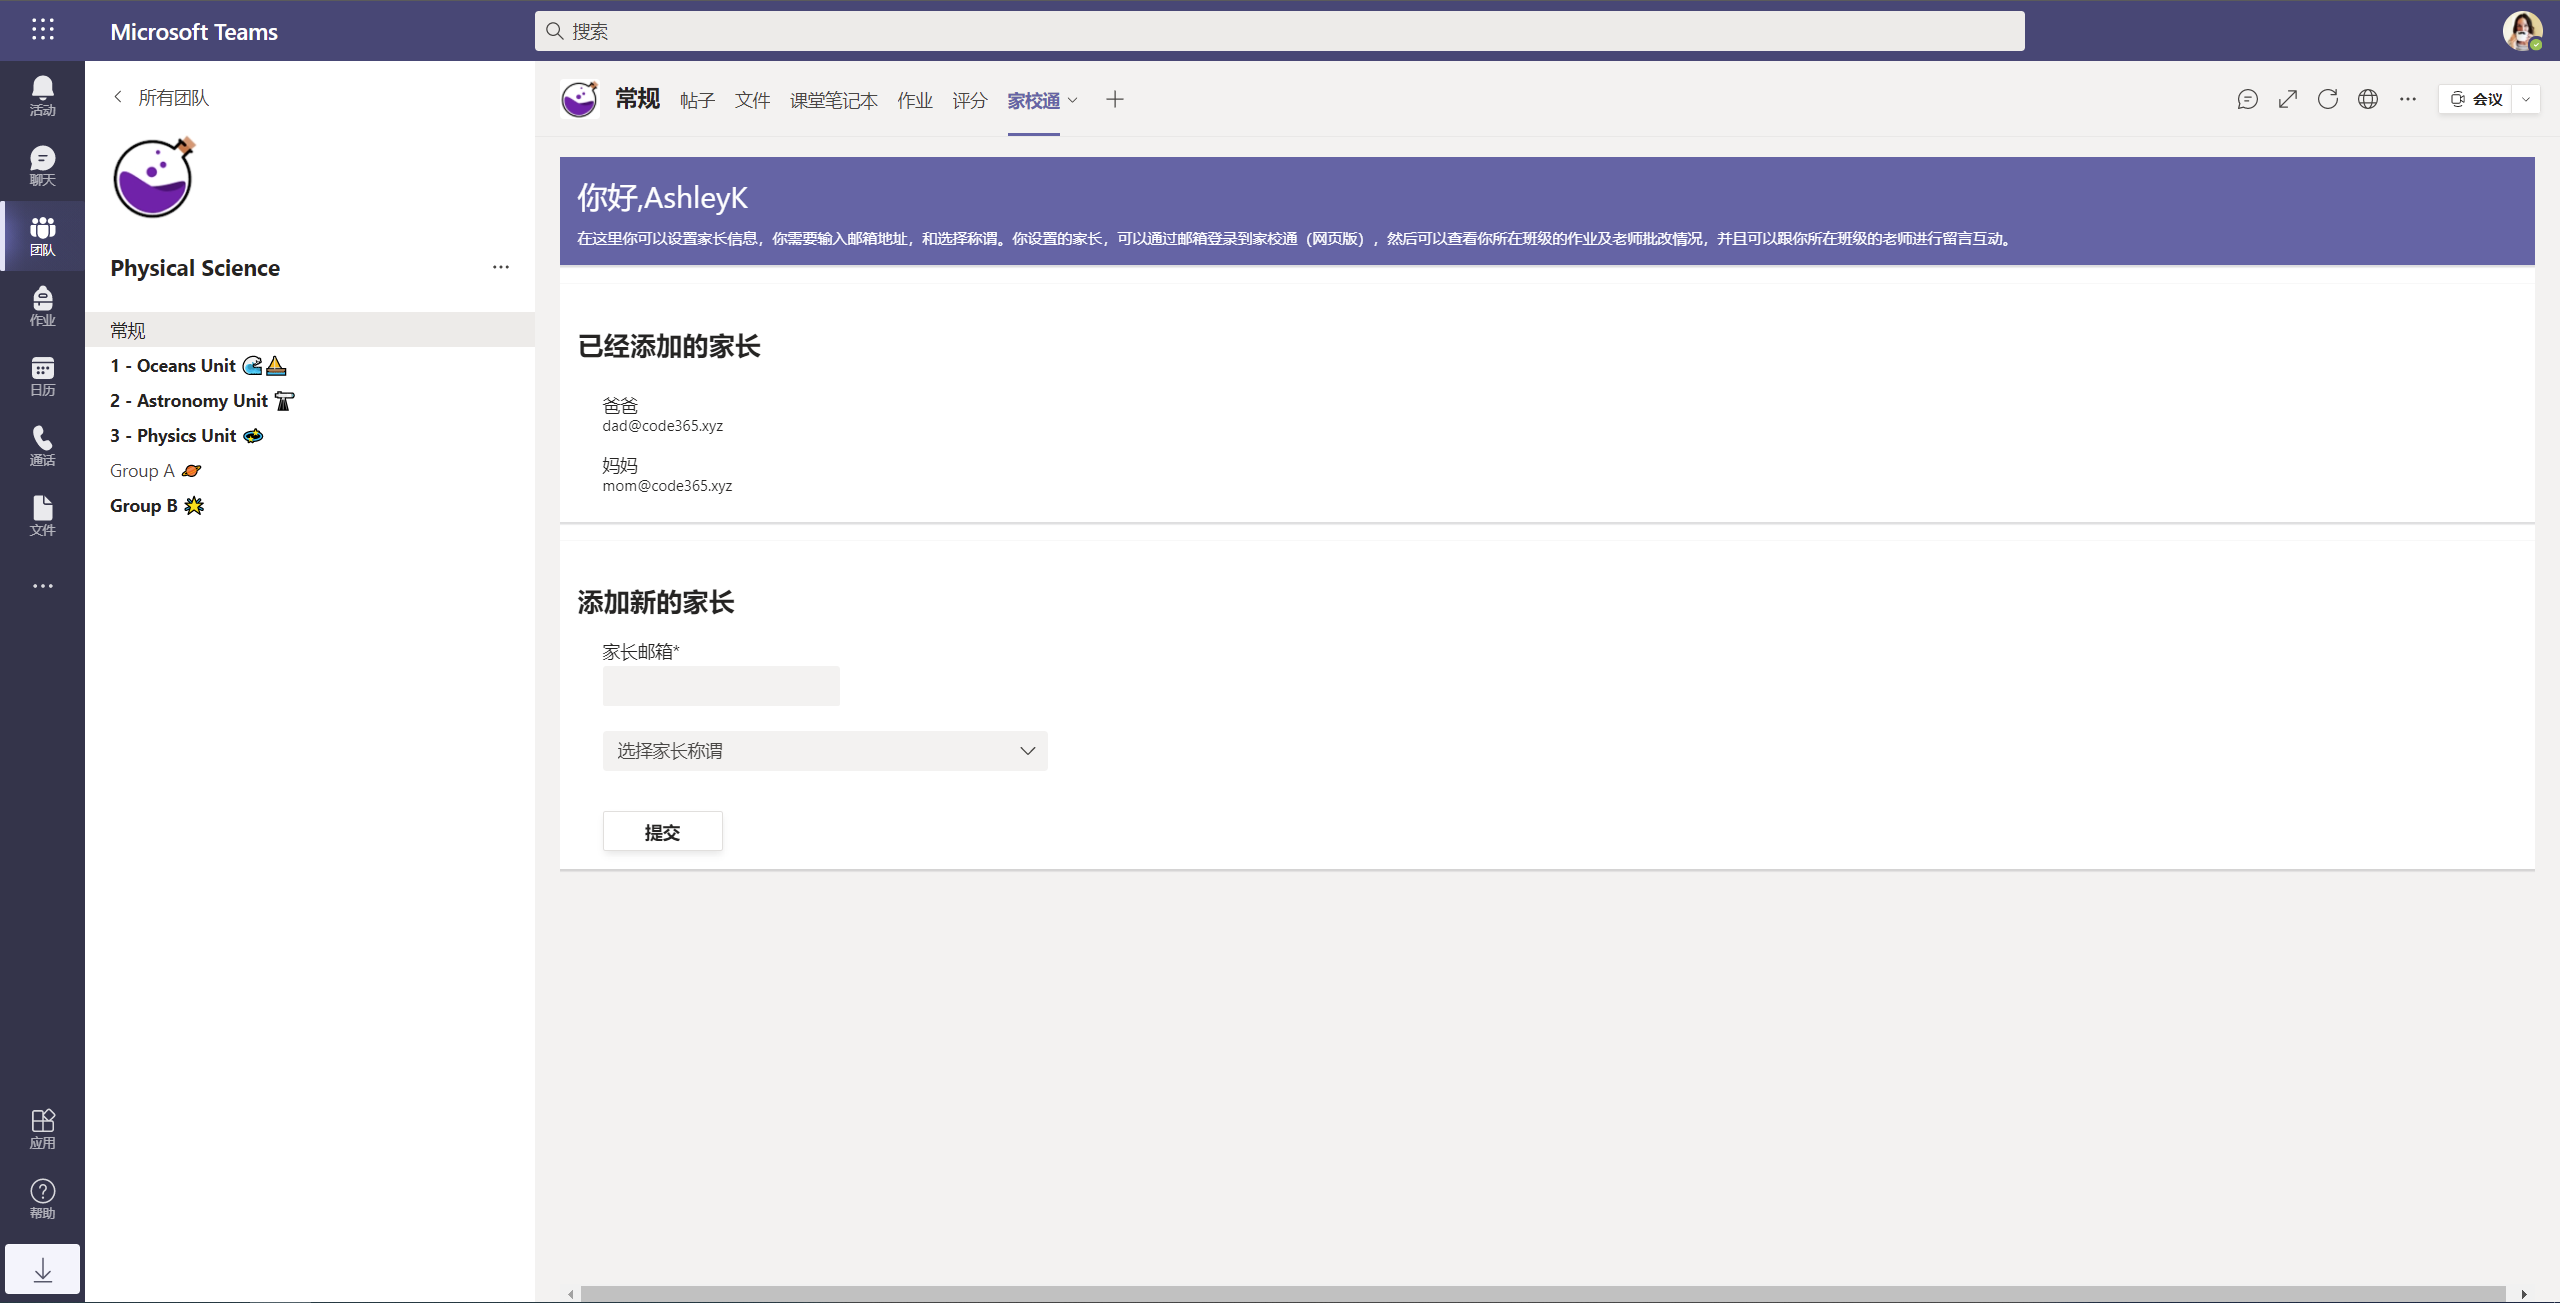 Microsoft Teams
搜索
活动
聊天
团队
作业
日历
通话
文件
应用
帮助
所有团队
Physical Science
常规
1 - Oceans Unit
2 - Astronomy Unit
3 - Physics Unit
Group A
Group B
常规 帖子 文件 课堂笔记本 作业 评分 家校通
会议
你好,AshleyK
在这里你可以设置家长信息，你需要输入邮箱地址，和选择称谓。你设置的家长，可以通过邮箱登录到家校通（网页版），然后可以查看你所在班级的作业及老师批改情况，并且可以跟你所在班级的老师进行留言互动。
已经添加的家长
爸爸
dad@code365.xyz
妈妈
mom@code365.xyz
添加新的家长
家长邮箱*
选择家长称谓
提交